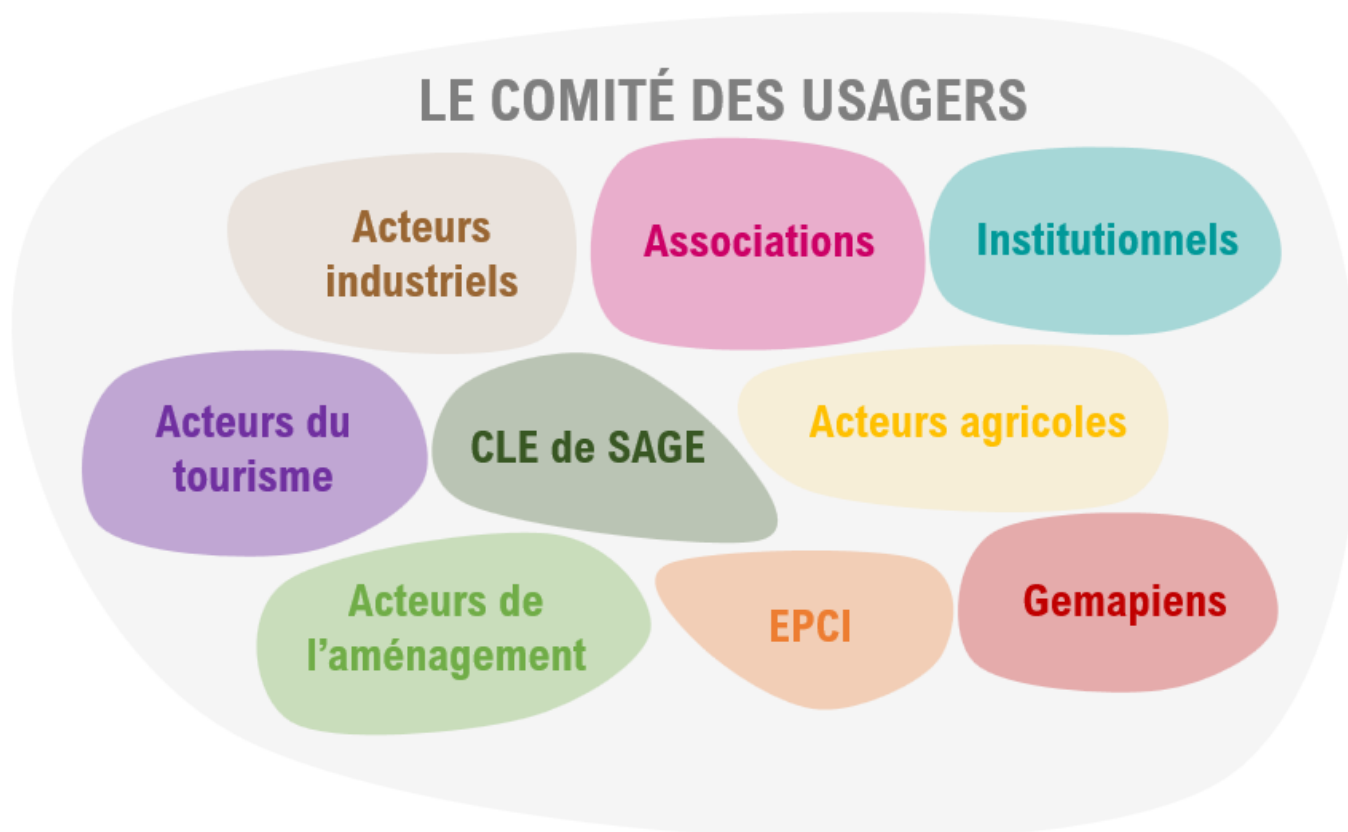 LE COMITÉ DES USAGERS
Acteurs
industriels
Associations
Institutionnels
Acteurs du
tourisme
CLE de SAGE
Acteurs agricoles
Acteurs de
l’aménagement
EPCI
Gemapiens